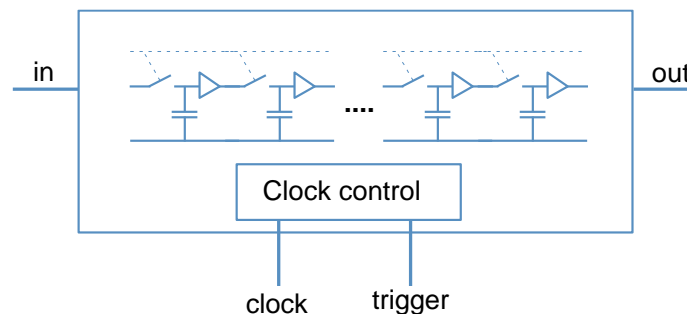 in
out
....
Clock control
clock
trigger